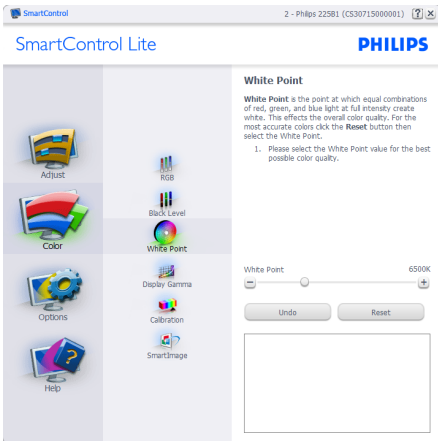 SmartControl
2 - Philips 225B1 (CS30715000001)
SmartControl Lite
PHILIPS
Adjust
Color
Options
Help
RGB
Black Level
White Point
Display Gamma
Calibration
SmartImage
White Point
White Point is the point at which equal combinations
of red, green, and blue light at full intensity create
white. This effects the overall color quality. For the
most accurate colors click the Reset button then
select the White Point.
1. Please select the White Point value for the best
possible color quality.
White Point 6500K
Undo Reset